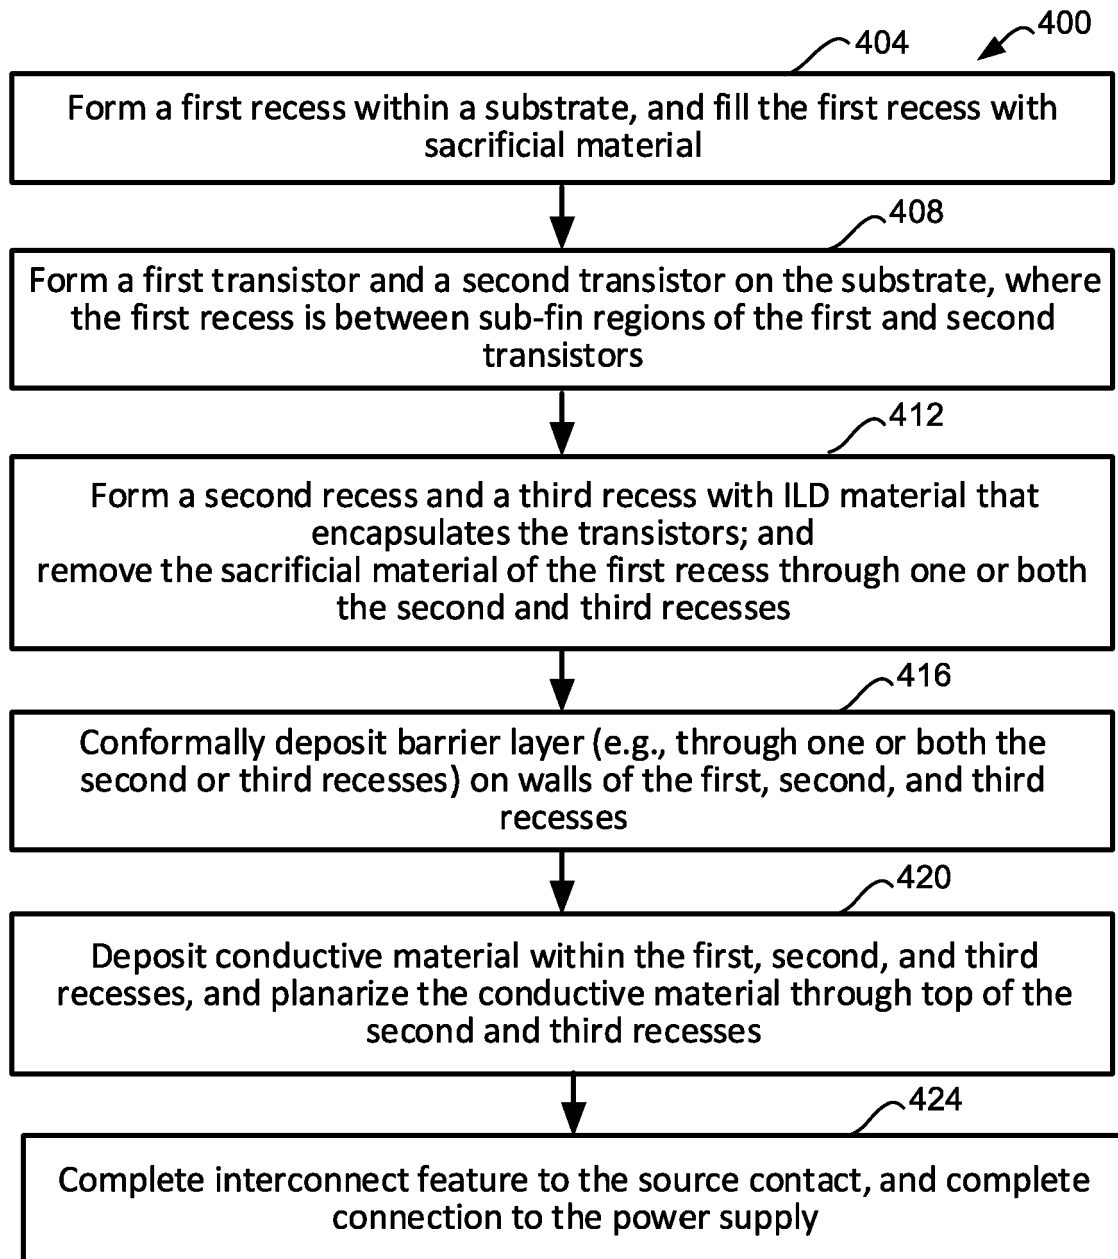 400
404
Form a first recess within a substrate, and fill the first recess with
sacrificial material
408
Form a first transistor and a second transistor on the substrate, where
the first recess is between sub-fin regions of the first and second
transistors
412
Form a second recess and a third recess with ILD material that
encapsulates the transistors; and
remove the sacrificial material of the first recess through one or both
the second and third recesses
416
Conformally deposit barrier layer (e.g., through one or both the
second or third recesses) on walls of the first, second, and third
recesses
420
Deposit conductive material within the first, second, and third
recesses, and planarize the conductive material through top of the
second and third recesses
424
Complete interconnect feature to the source contact, and complete
connection to the power supply